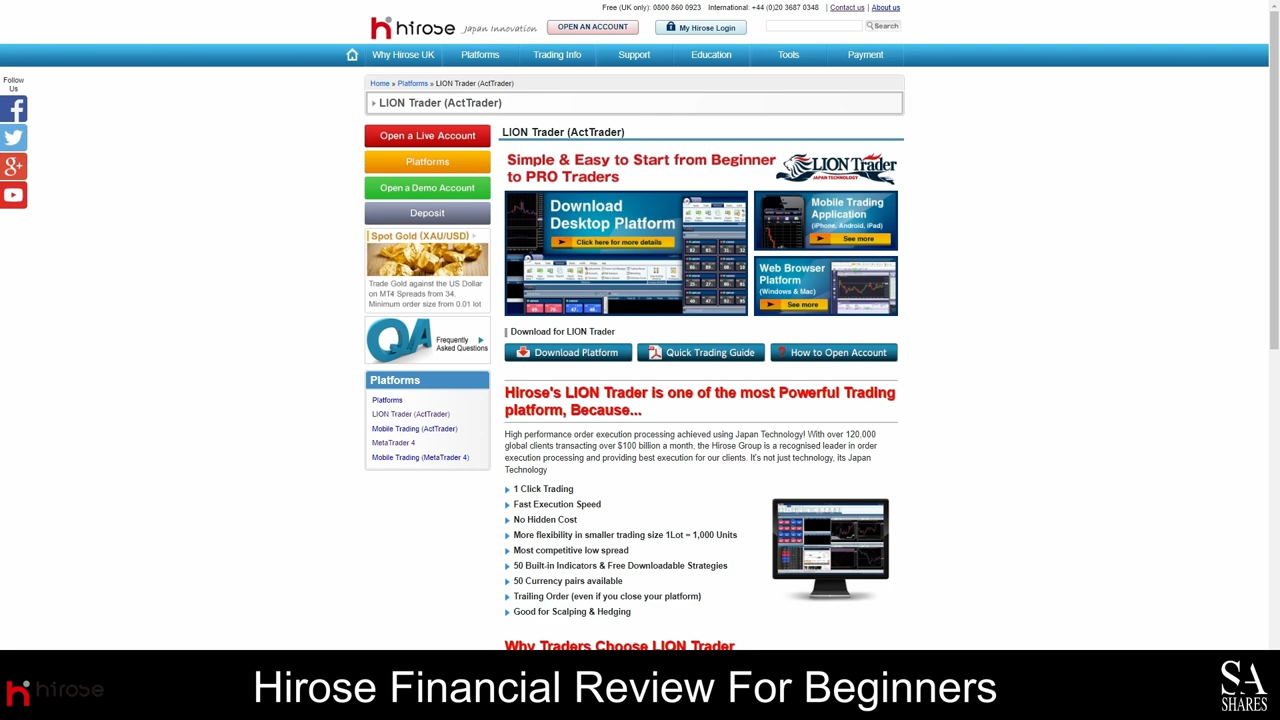 Free (UK only): 0800 860 0923 International: +44 (0)20 3687 0348 | Contact us | About us
hirose Japan Innovation OPEN AN ACCOUNT My Hirose Login Search
Why Hirose UK Platforms Trading Info Support Education Tools Payment
Follow Us
Home » Platforms » LION Trader (ActTrader)
LION Trader (ActTrader)
Open a Live Account
Platforms
Open a Demo Account
Deposit
Spot Gold (XAU/USD)
Trade Gold against the US Dollar
on MT4 Spreads from 34.
Minimum order size from 0.01 lot
QA Frequently
Asked Questions
Platforms
Platforms
LION Trader (ActTrader)
Mobile Trading (ActTrader)
MetaTrader 4
Mobile Trading (MetaTrader 4)
LION Trader (ActTrader)
Simple & Easy to Start from Beginner
to PRO Traders
LION Trader
JAPAN TECHNOLOGY
Download
Desktop Platform
Click here for more details
Mobile Trading
Application
(iPhone, Android, iPad)
See more
Web Browser
Platform
(Windows & Mac)
See more
Download for LION Trader
Download Platform Quick Trading Guide How to Open Account
Hirose's LION Trader is one of the most Powerful Trading
platform, Because...
High performance order execution processing achieved using Japan Technology! With over 120,000
global clients transacting over $100 billion a month, the Hirose Group is a recognised leader in order
execution processing and providing best execution for our clients. It's not just technology, its Japan
Technology
1 Click Trading
Fast Execution Speed
No Hidden Cost
More flexibility in smaller trading size 1Lot = 1,000 Units
Most competitive low spread
50 Built-in Indicators & Free Downloadable Strategies
50 Currency pairs available
Trailing Order (even if you close your platform)
Good for Scalping & Hedging
Why Traders Choose LION Trader
hirose
Hirose Financial Review For Beginners
SA
SHARES